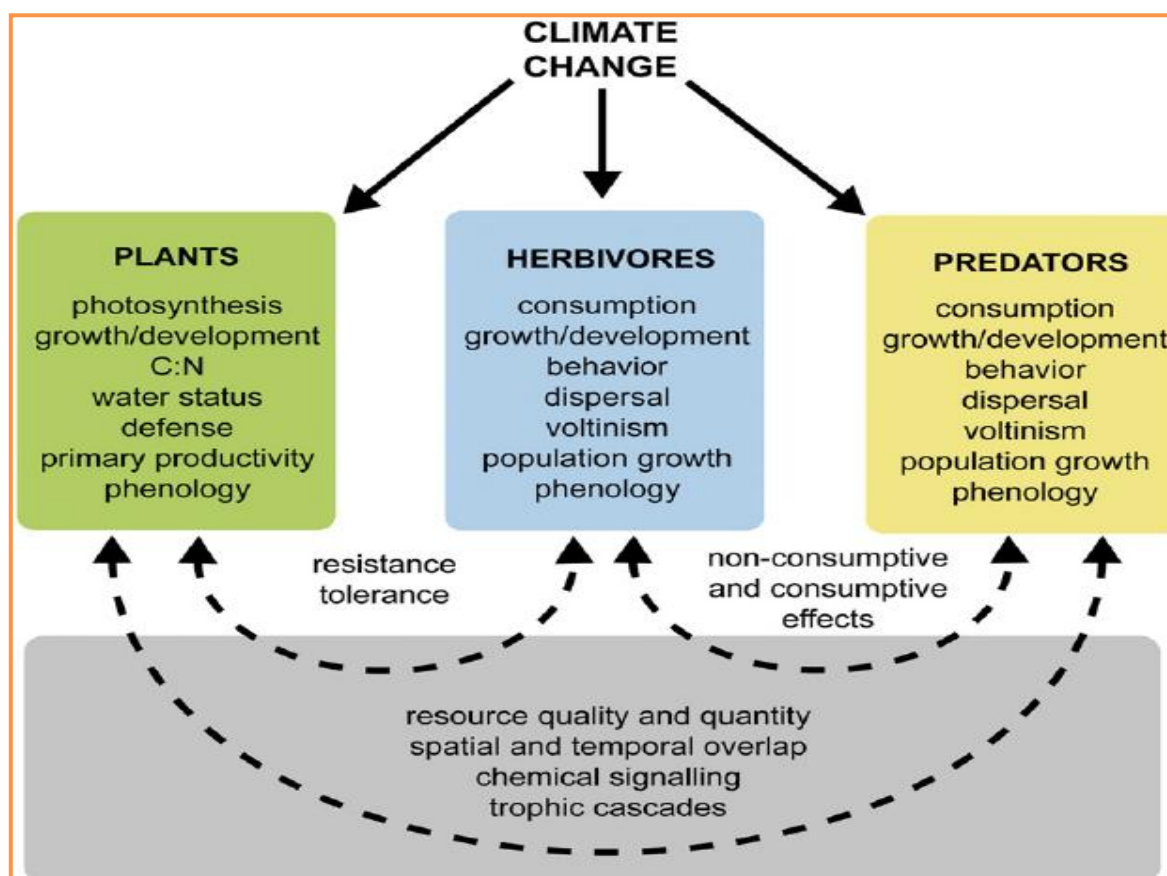 CLIMATE
CHANGE
PLANTS
photosynthesis
growth/development
C:N
water status
defense
primary productivity
phenology
HERBIVORES
consumption
growth/development
behavior
dispersal
voltinism
population growth
phenology
PREDATORS
consumption
growth/development
behavior
dispersal
voltinism
population growth
phenology
resistance
tolerance
non-consumptive
and consumptive
effects
resource quality and quantity
spatial and temporal overlap
chemical signalling
trophic cascades